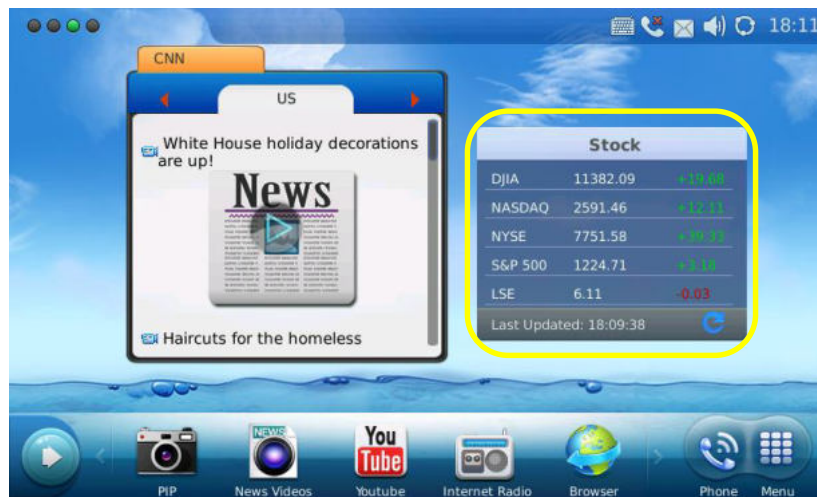 18:11
CNN
US
White House holiday decorations
are up!
News
Haircuts for the homeless
Stock
DJIA 11382.09 +19.68
NASDAQ 2591.46 +12.11
NYSE 7751.58 +39.33
S&P 500 1224.71 +3.18
LSE 6.11 -0.03
Last Updated: 18:09:38
NEWS
You
Tube
PIP News Videos Youtube Internet Radio Browser Phone Menu